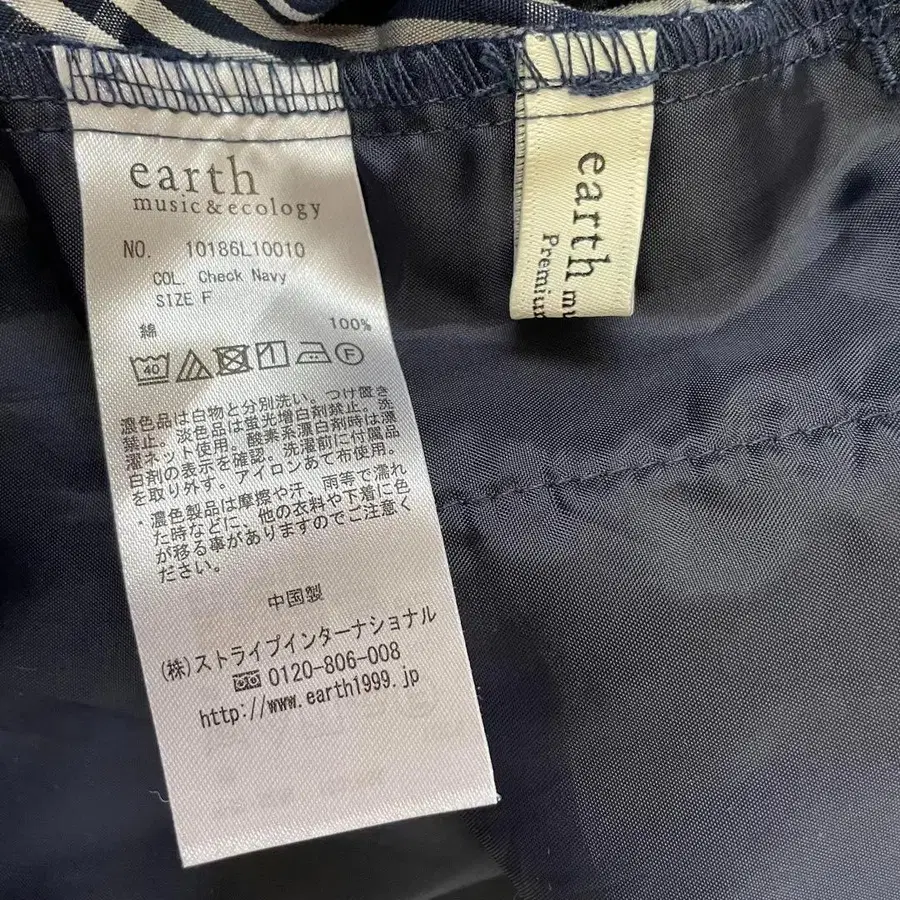 earth
music&ecology
NO. 10186L10010
COL. Check Navy
SIZE F
綿 100%
40
F
濃色品は白物と分別洗い。つけ置き
禁止。淡色品は蛍光増白剤禁止。洗
濯ネット使用。酸素系漂白剤時は漂
白剤の表示を確認。洗濯前に付属品
を取り外す。アイロンあて布使用。
・濃色製品は摩擦や汗、雨等で濡れ
た時などに、他の衣料や下着に色
が移る事がありますのでご注意く
ださい。
中国製
(株)ストライプインターナショナル
0120-806-008
http://www.earth1999.jp
earth mu
Premium